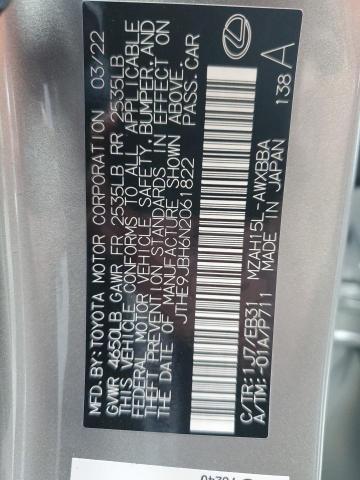 MFD.BY:TOYOTA MOTOR CORPORATION 03/22
GVWR 4650LB GAWR FR 2535LB RR 2535LB
THIS VEHICLE CONFORMS TO ALL APPLICABLE
FEDERAL MOTOR VEHICLE SAFETY, BUMPER, AND
THEFT PREVENTION STANDARDS IN EFFECT ON
THE DATE OF MANUFACTURE SHOWN ABOVE.
JTHE9JBH6N2061822 PASS.CAR
C/TR:1J7/EB31 MZAH15L-AWXBBA
A/TM:-01A/P711 MADE IN JAPAN
138 A